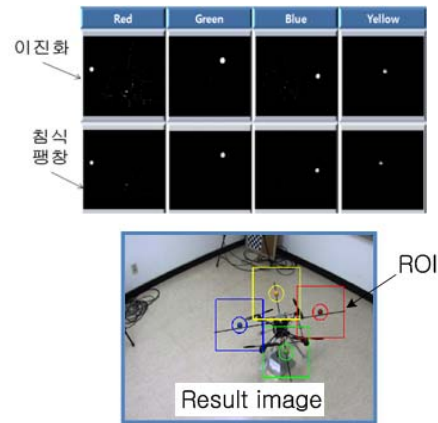 Red Green Blue Yellow
이진화
침식
팽창
ROI
Result image